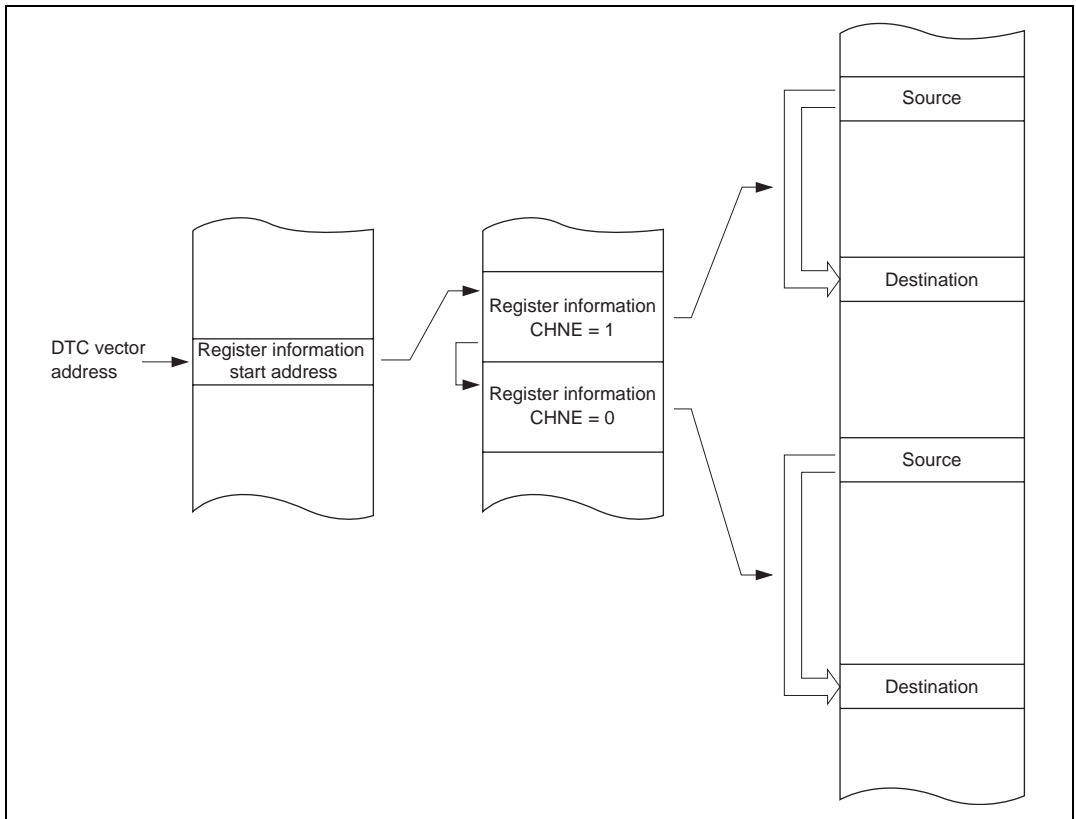 DTC vector
address
Register information
start address
Register information
CHNE = 1
Register information
CHNE = 0
Source
Destination
Source
Destination